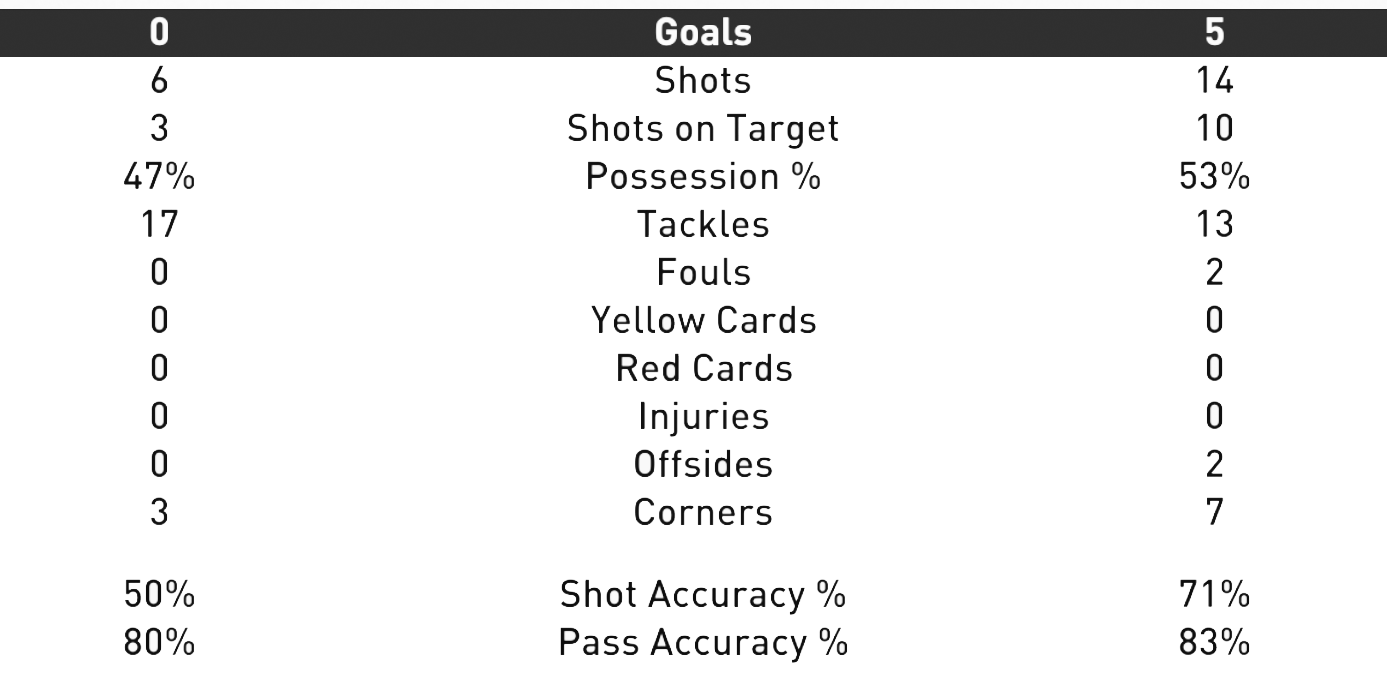 0 Goals 5
6 Shots 14
3 Shots on Target 10
47% Possession % 53%
17 Tackles 13
0 Fouls 2
0 Yellow Cards 0
0 Red Cards 0
0 Injuries 0
0 Offsides 2
3 Corners 7
50% Shot Accuracy % 71%
80% Pass Accuracy % 83%